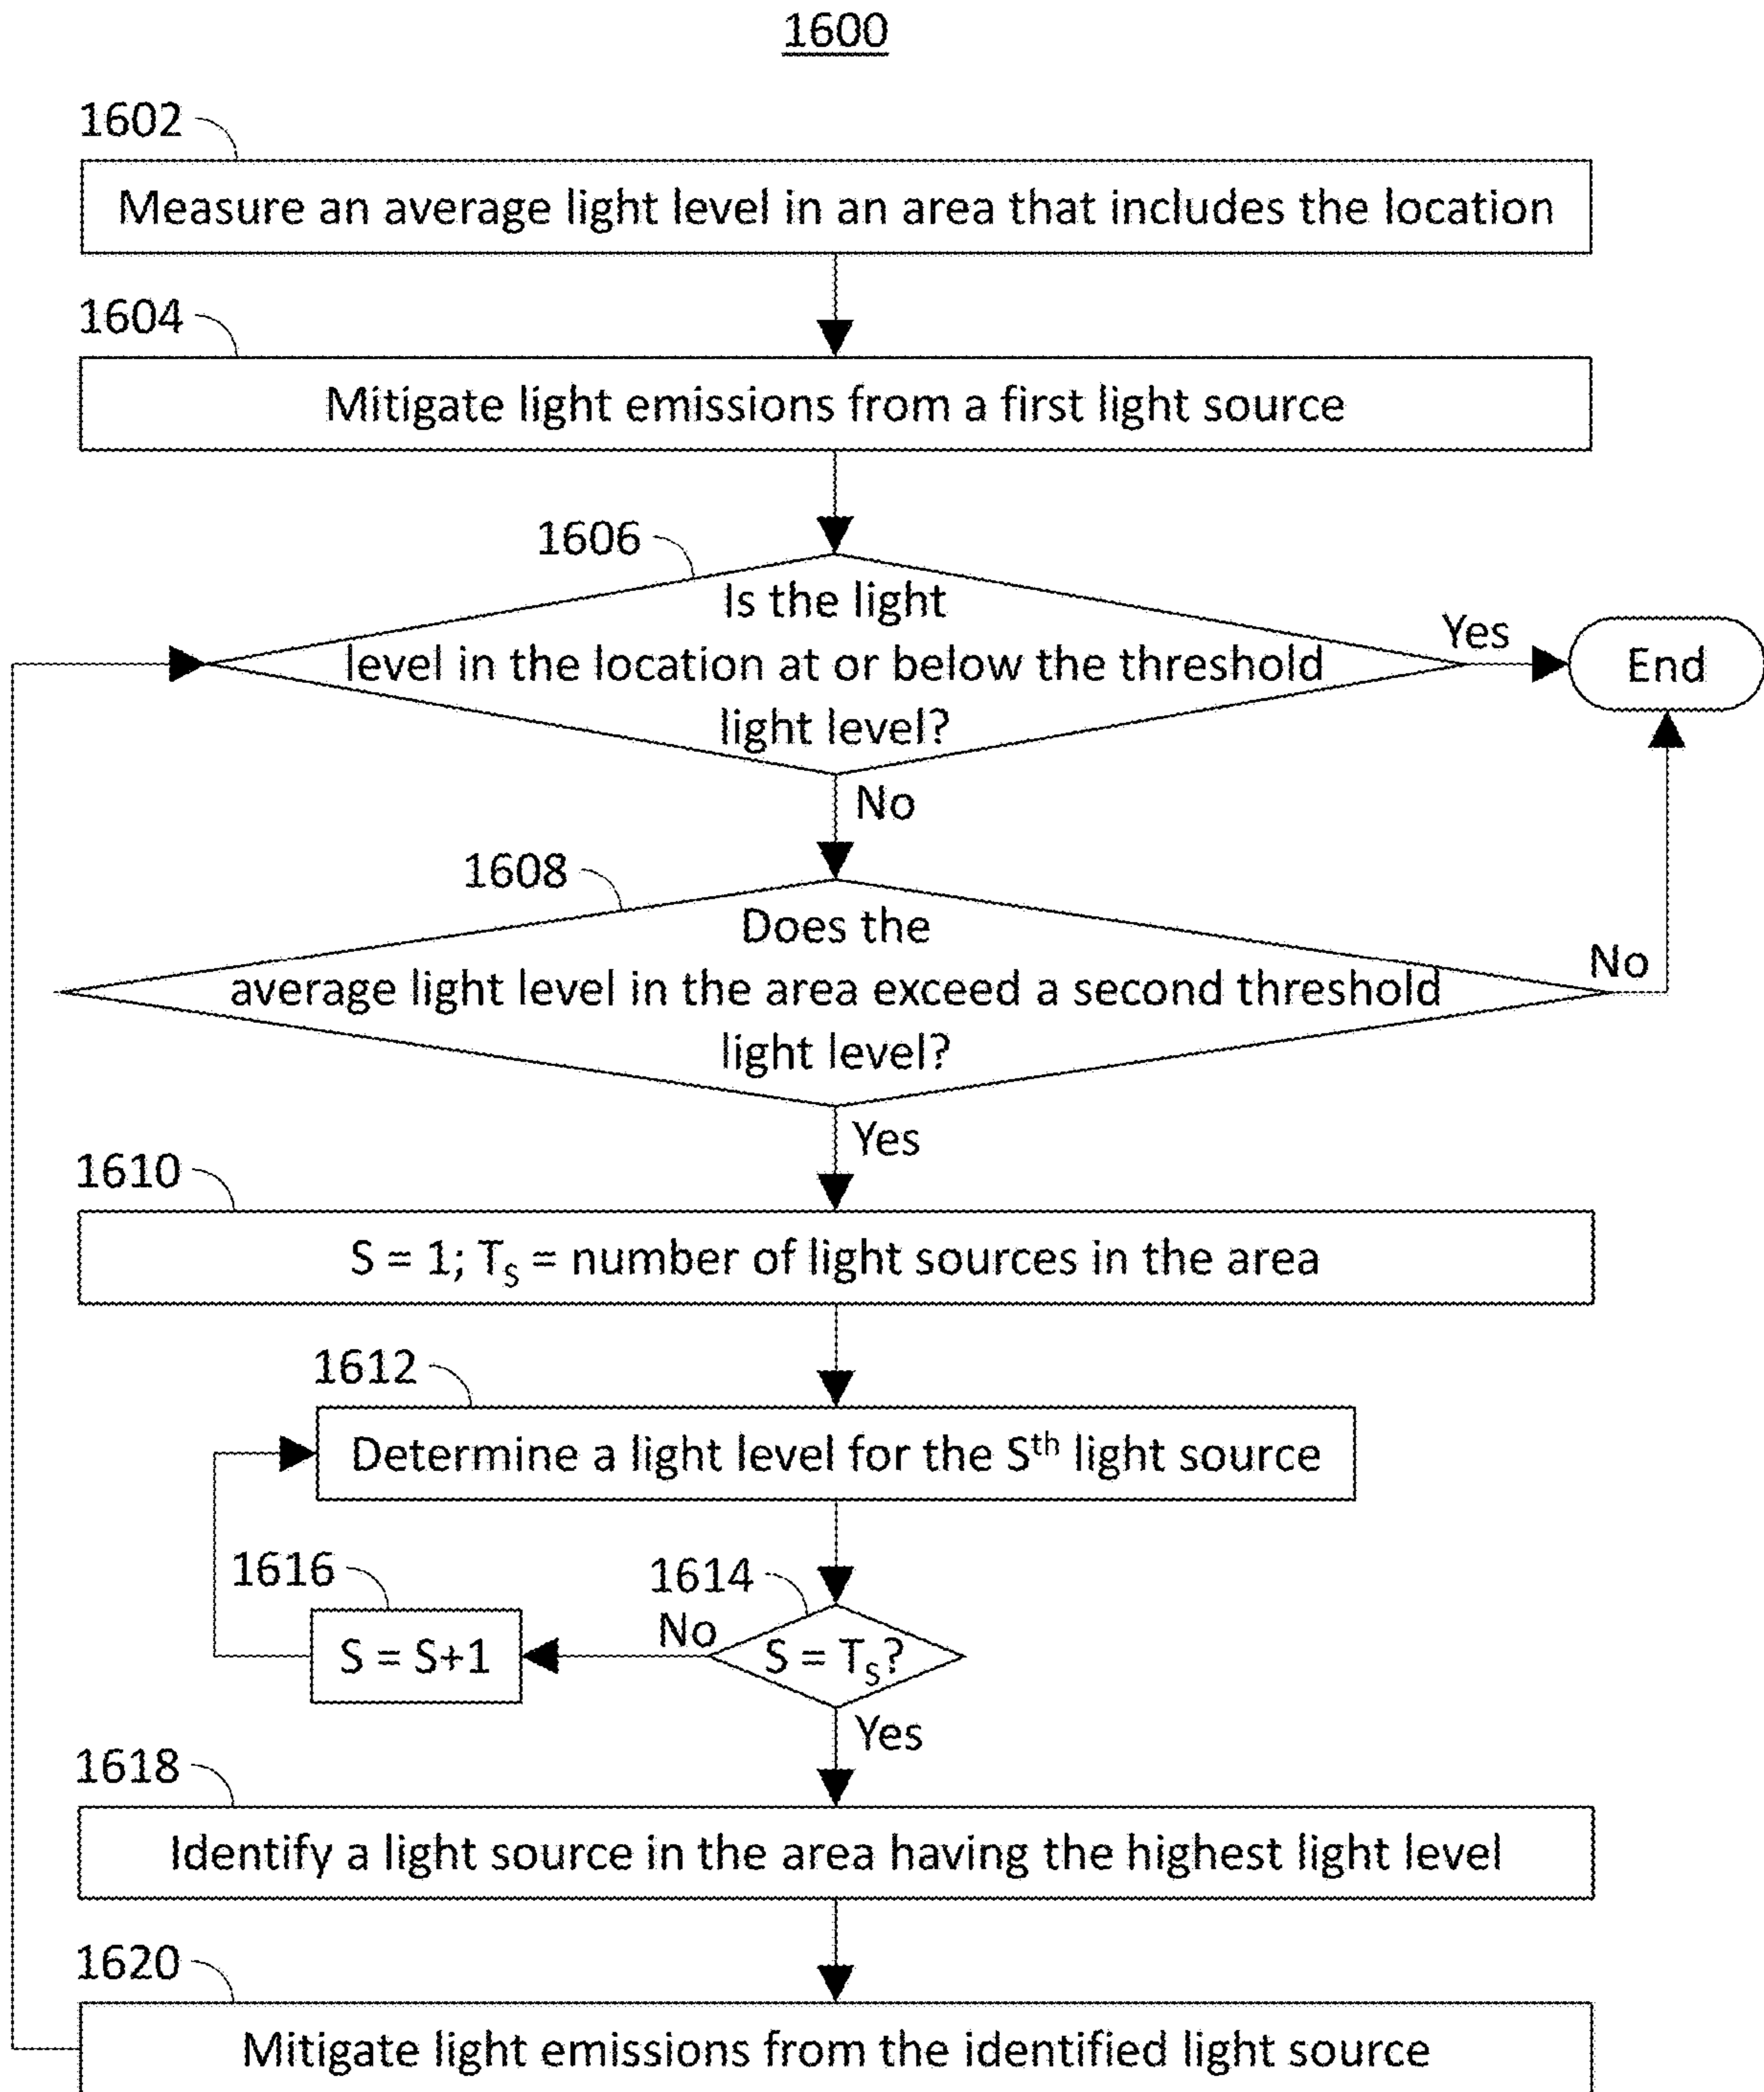 1600
1602
Measure an average light level in an area that includes the location
1604
Mitigate light emissions from a first light source
1606
Is the light
level in the location at or below the threshold
light level?
Yes
End
No
1608
Does the
average light level in the area exceed a second threshold
light level?
No
Yes
1610
S = 1; T_S = number of light sources in the area
1612
Determine a light level for the S^th light source
1616
1614
No
S = S+1
S = T_S?
Yes
1618
Identify a light source in the area having the highest light level
1620
Mitigate light emissions from the identified light source